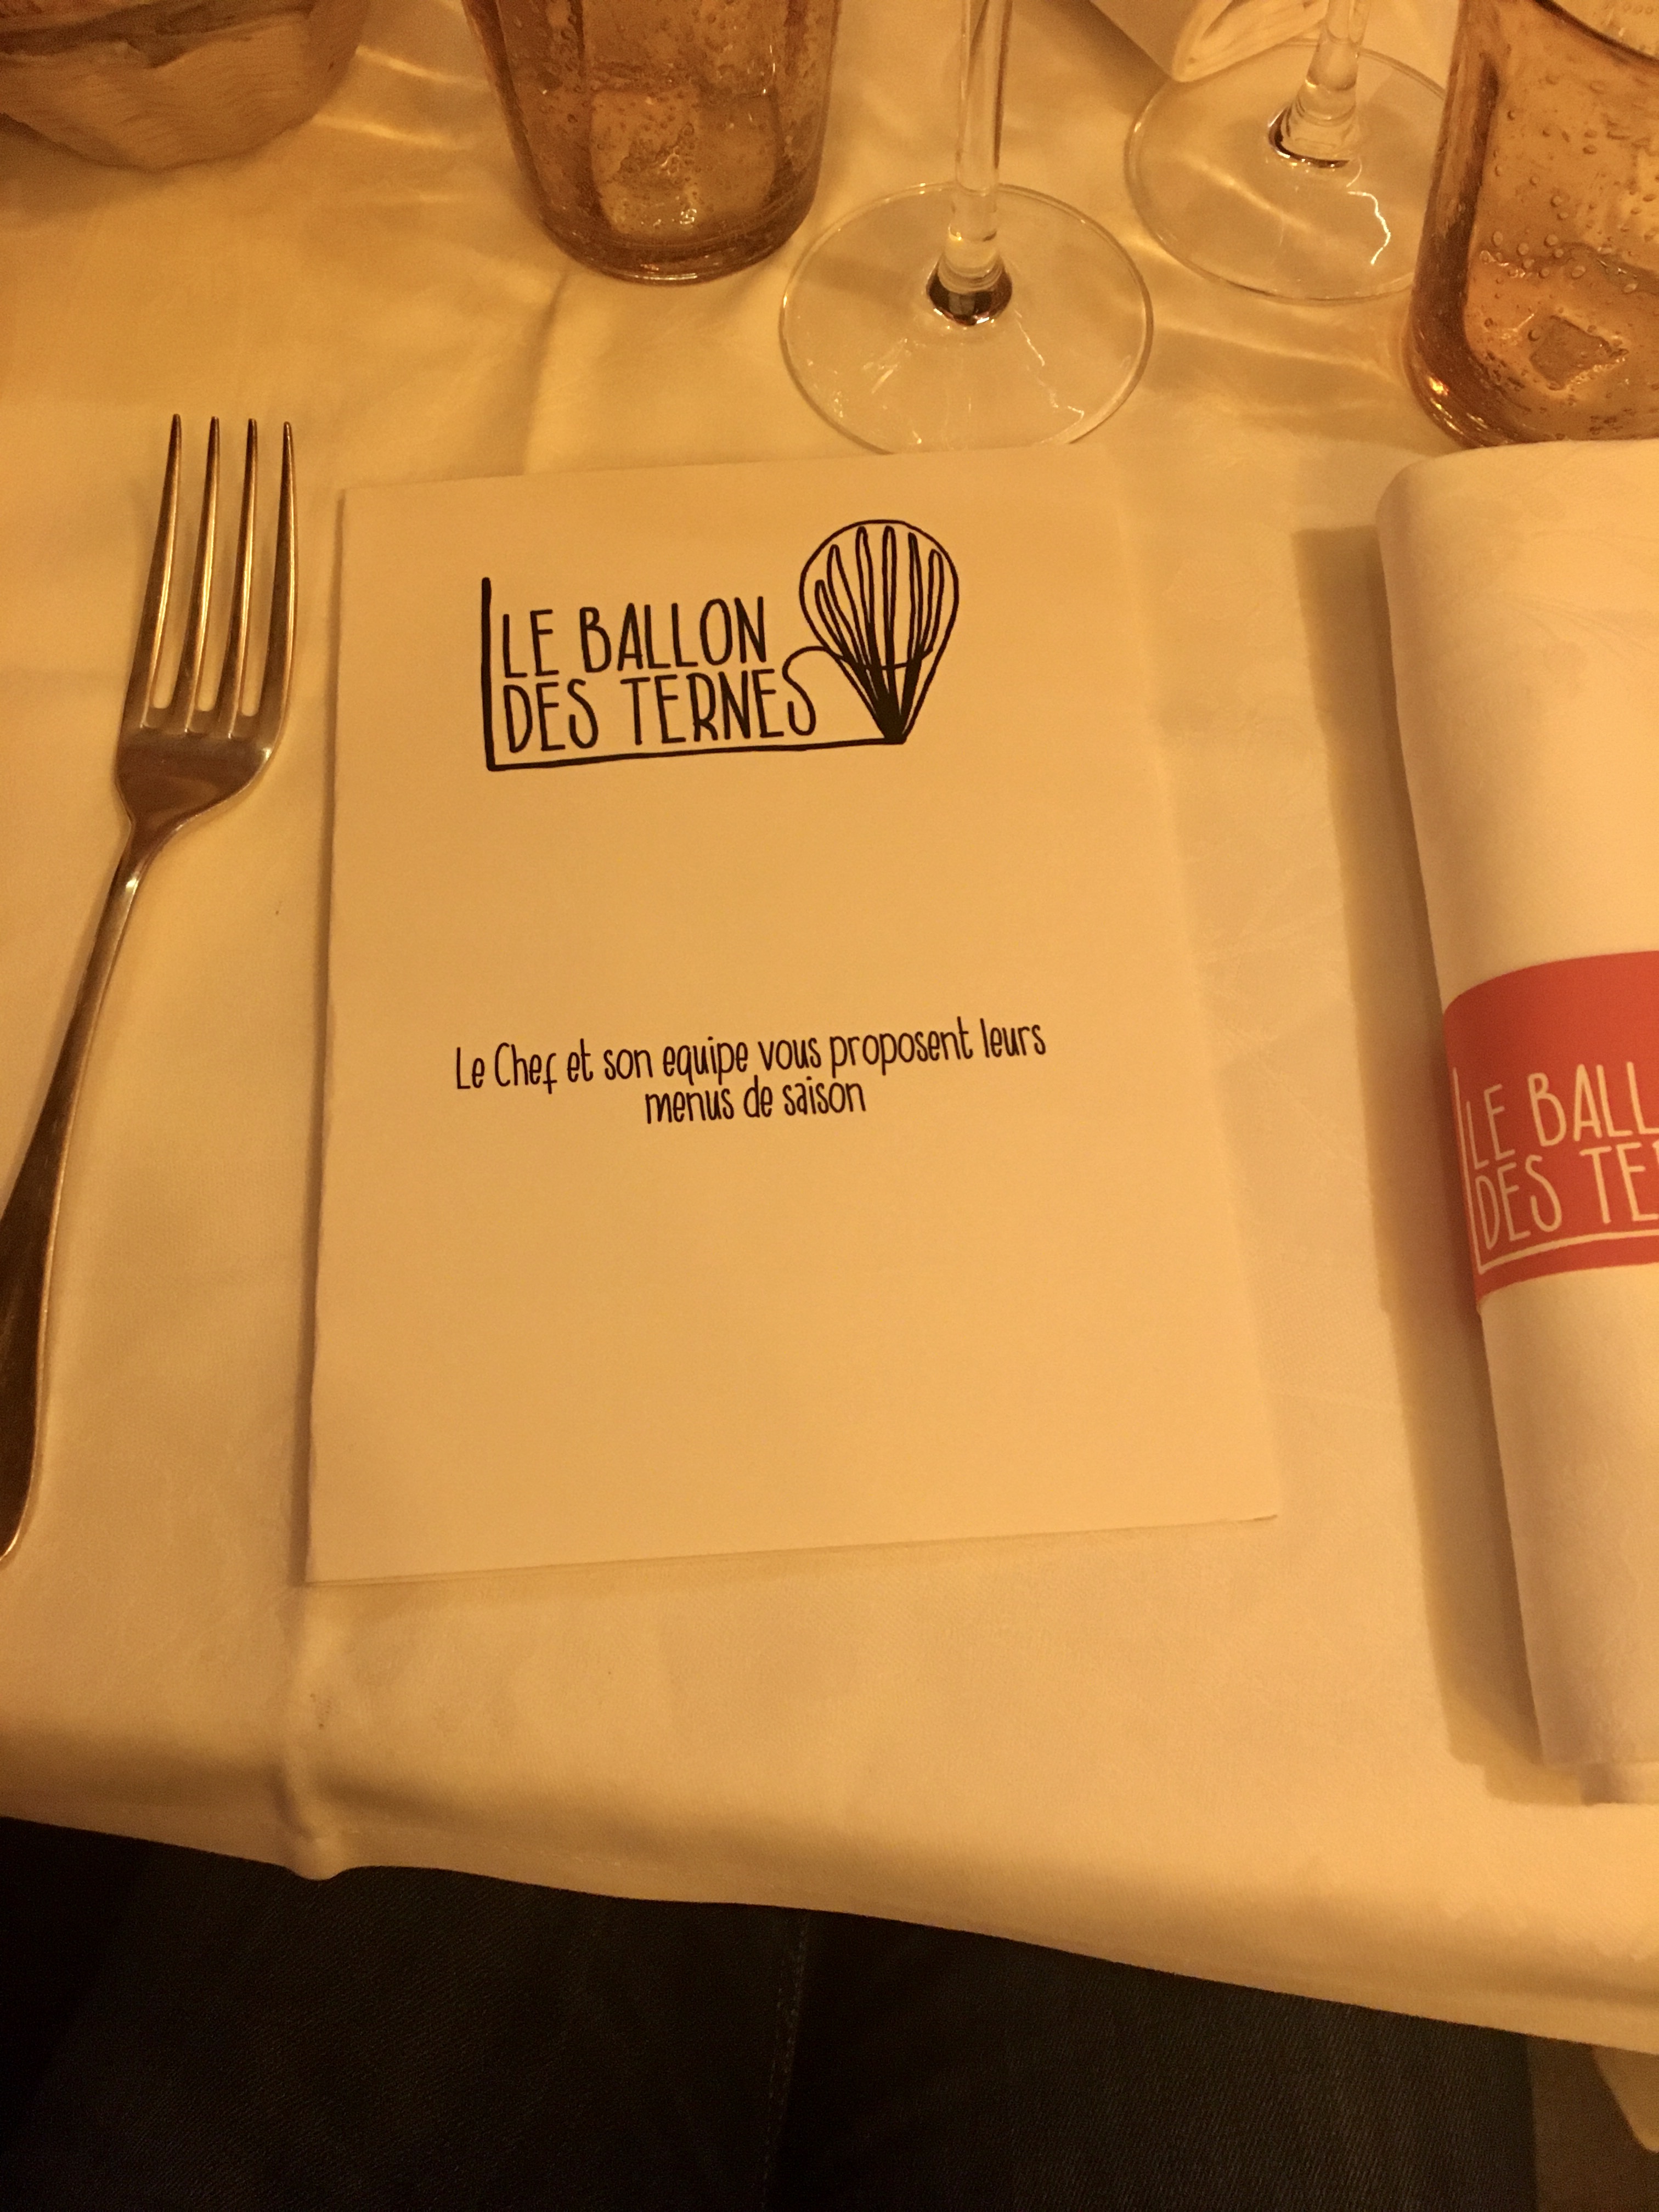 LE BALLON
DES TERNES
Le Chef et son equipe vous proposent leurs
menus de saison
LE BALL
DES TE